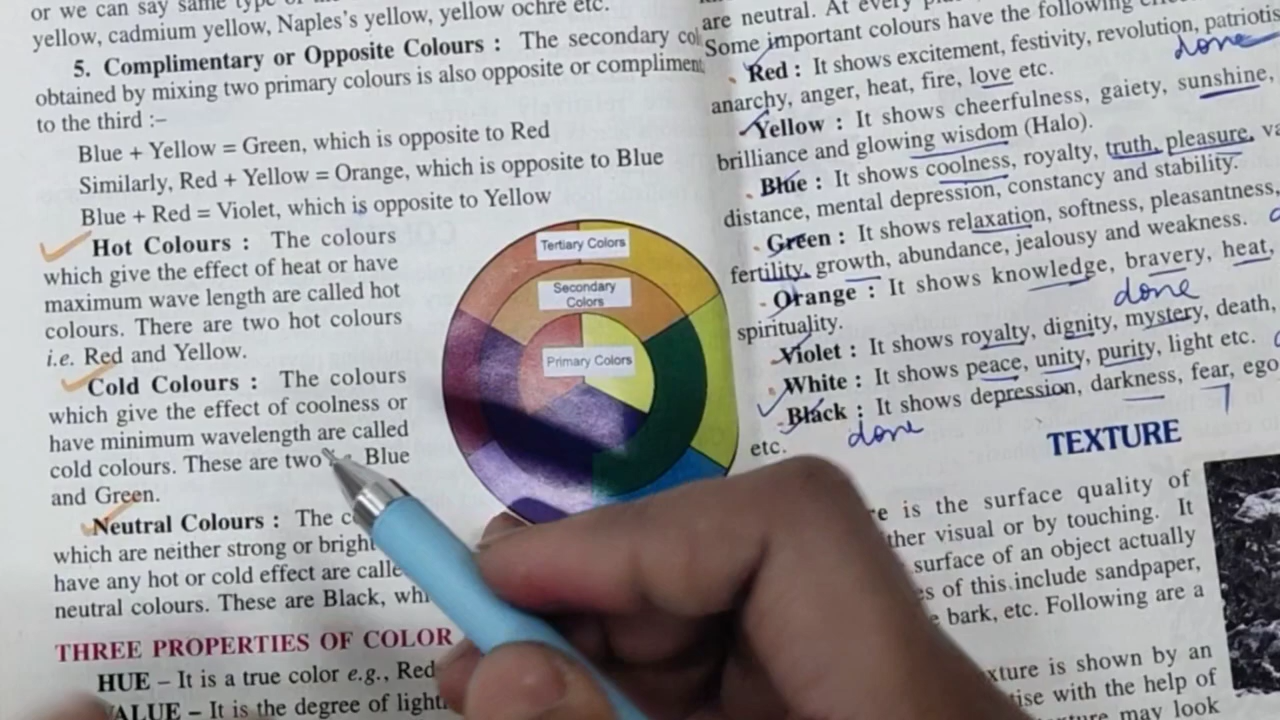 or we can say same type of
yellow, cadmium yellow, Naples's yellow, yellow ochre etc.
5. Complimentary or Opposite Colours : The secondary col
obtained by mixing two primary colours is also opposite or compliment
to the third :–
Blue + Yellow = Green, which is opposite to Red
Similarly, Red + Yellow = Orange, which is opposite to Blue
Blue + Red = Violet, which is opposite to Yellow
Hot Colours : The colours
which give the effect of heat or have
maximum wave length are called hot
colours. There are two hot colours
i.e. Red and Yellow.
Cold Colours : The colours
which give the effect of coolness or
have minimum wavelength are called
cold colours. These are two Blue
and Green.
Neutral Colours : The c
which are neither strong or bright
have any hot or cold effect are calle
neutral colours. These are Black, whi
THREE PROPERTIES OF COLOR
HUE – It is a true color e.g., Red
VALUE – It is the degree of light
Tertiary Colors
Secondary
Colors
Primary Colors
are neutral. At every
Some important colours have the following
Red : It shows excitement, festivity, revolution, patriotis
done
anarchy, anger, heat, fire, love etc.
Yellow : It shows cheerfulness, gaiety, sunshine,
brilliance and glowing wisdom (Halo).
Blue : It shows coolness, royalty, truth, pleasure, va
distance, mental depression, constancy and stability.
Green : It shows relaxation, softness, pleasantness,
fertility, growth, abundance, jealousy and weakness.
Orange : It shows knowledge, bravery, heat,
spirituality.
done
Violet : It shows royalty, dignity, mystery, death,
White : It shows peace, unity, purity, light etc.
Black : It shows depression, darkness, fear, ego
etc.
done
TEXTURE
e is the surface quality of
ther visual or by touching. It
surface of an object actually
es of this include sandpaper,
bark, etc. Following are a
xture is shown by an
tise with the help of
xture may look